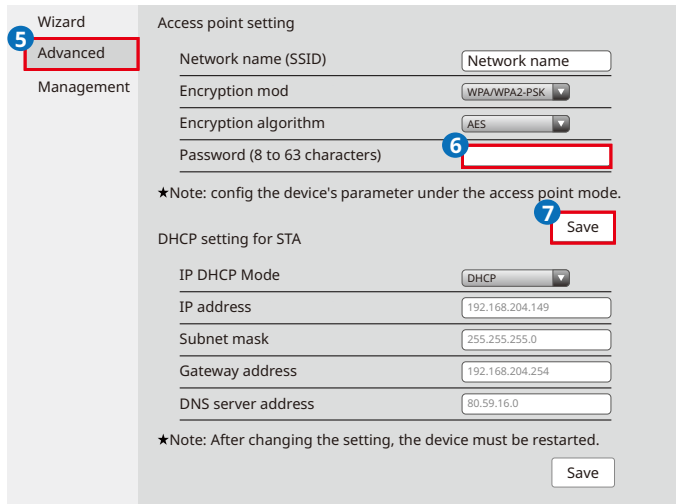 Wizard
5
Advanced
Management
Access point setting
Network name (SSID) Network name
Encryption mod WPA/WPA2-PSK
Encryption algorithm AES
6
Password (8 to 63 characters)
★Note: config the device's parameter under the access point mode.
7
Save
DHCP setting for STA
IP DHCP Mode DHCP
IP address 192.168.204.149
Subnet mask 255.255.255.0
Gateway address 192.168.204.254
DNS server address 80.59.16.0
★Note: After changing the setting, the device must be restarted.
Save